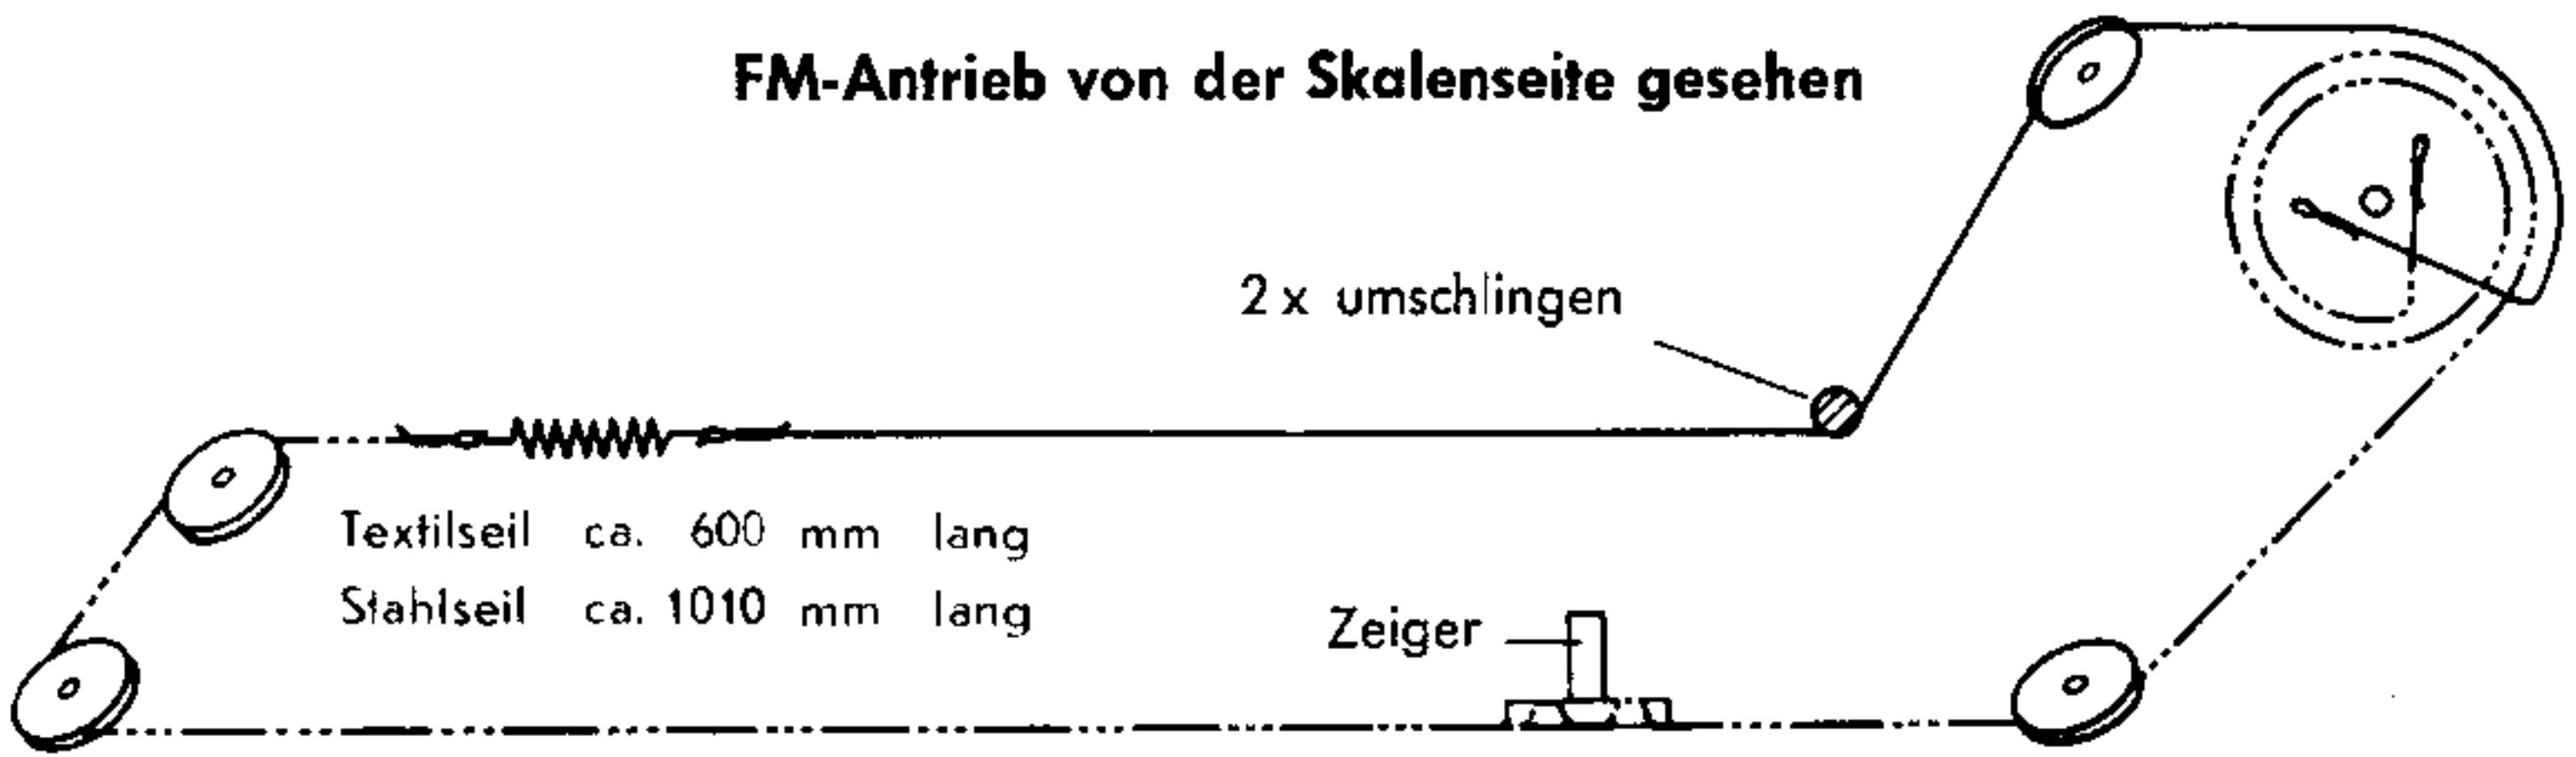 FM-Antrieb von der Skalenseite gesehen
2 x umschlingen
Textilseil ca. 600 mm lang
Stahlseil ca. 1010 mm lang
Zeiger